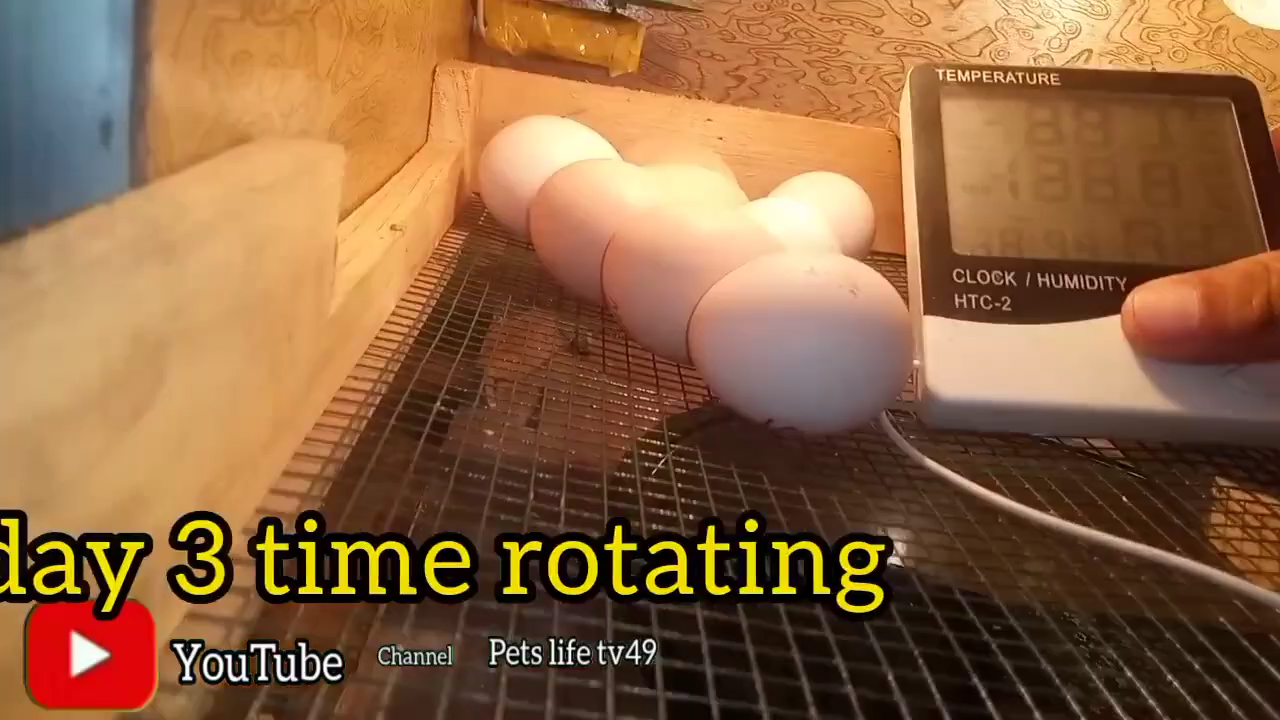 TEMPERATURE
CLOCK / HUMIDITY
HTC-2
day 3 time rotating
YouTube Channel Pets life tv49